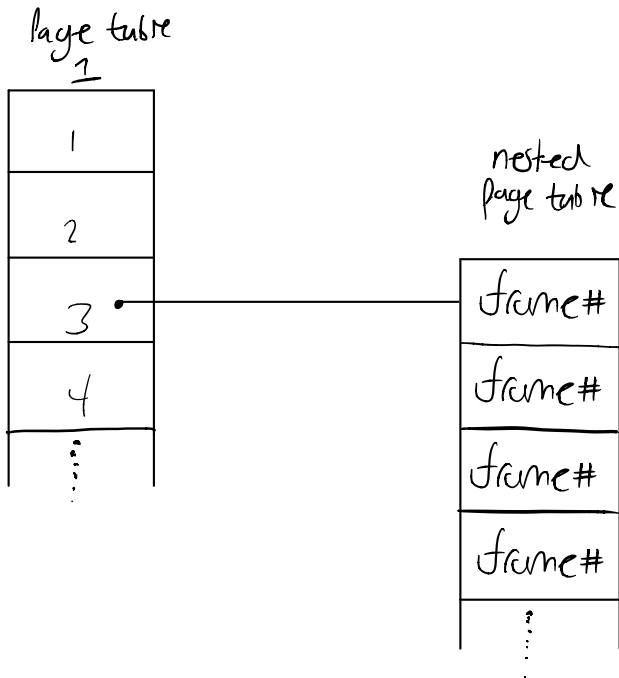 Page table
1
1
2
3
4
nested
page table
frame#
frame#
frame#
frame#